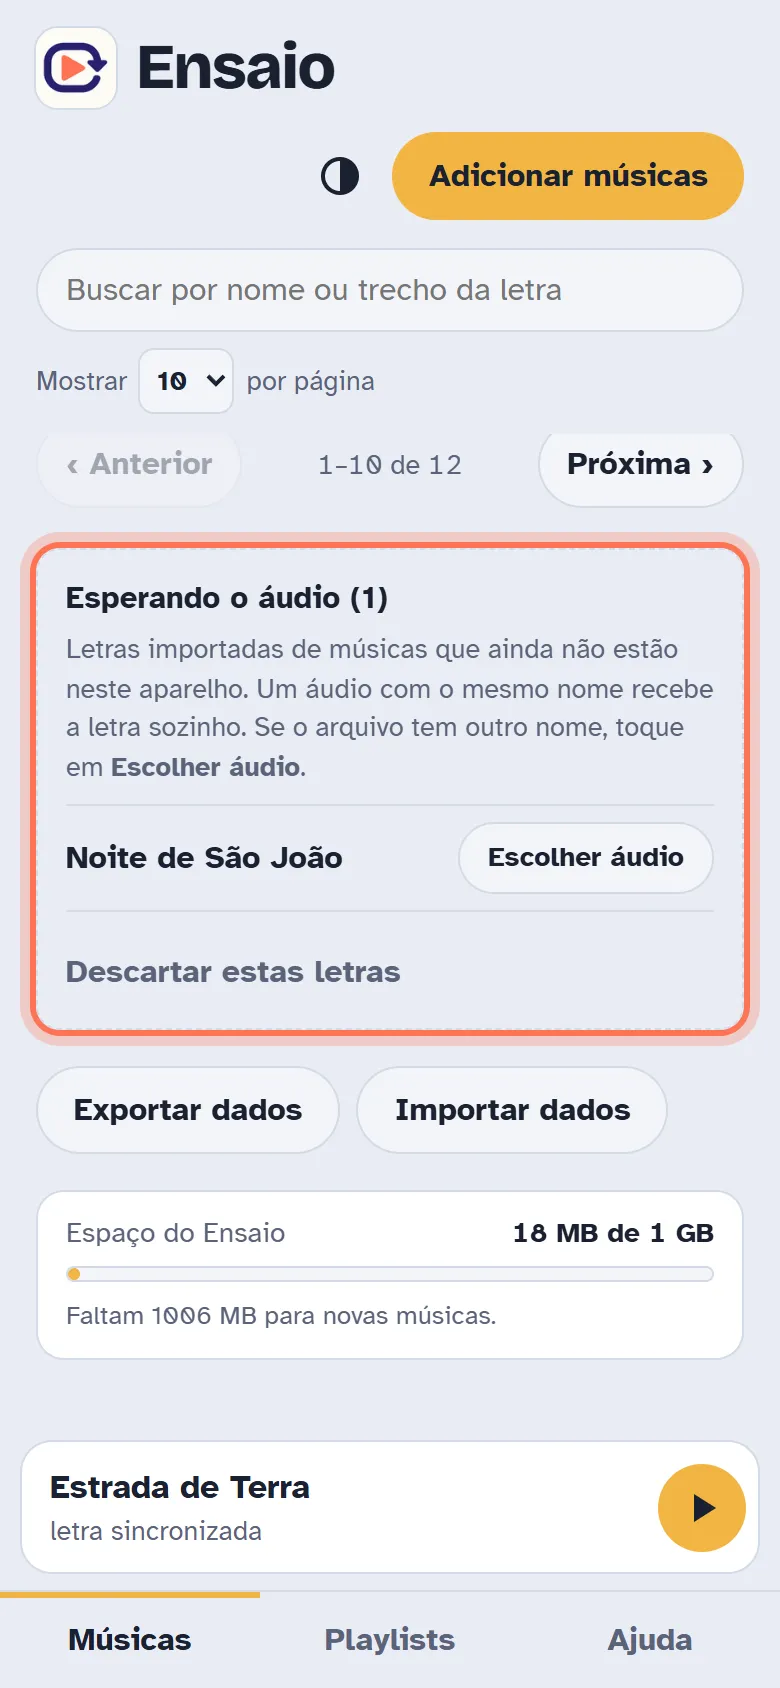 Ensaio
Adicionar músicas
Buscar por nome ou trecho da letra
Mostrar 10 por página
‹ Anterior 1–10 de 12 Próxima ›
Esperando o áudio (1)
Letras importadas de músicas que ainda não estão
neste aparelho. Um áudio com o mesmo nome recebe
a letra sozinho. Se o arquivo tem outro nome, toque
em Escolher áudio.
Noite de São João Escolher áudio
Descartar estas letras
Exportar dados Importar dados
Espaço do Ensaio 18 MB de 1 GB
Faltam 1006 MB para novas músicas.
Estrada de Terra
letra sincronizada
Músicas Playlists Ajuda